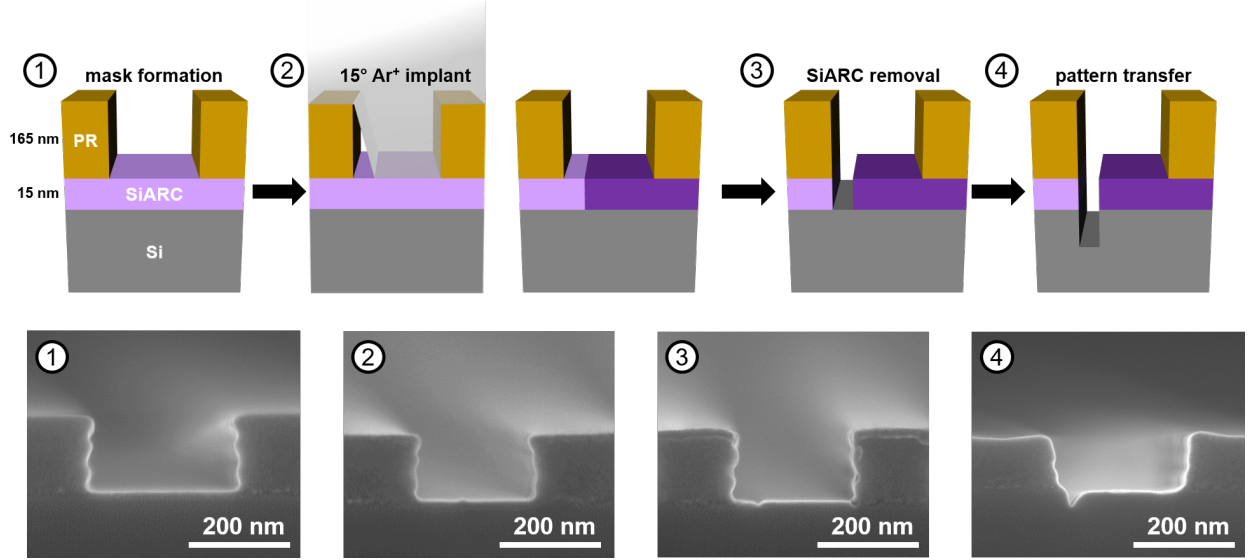 1
mask formation
2
15° Ar⁺ implant
3
SiARC removal
4
pattern transfer
165 nm
PR
15 nm
SiARC
Si
1
200 nm
2
200 nm
3
200 nm
4
200 nm